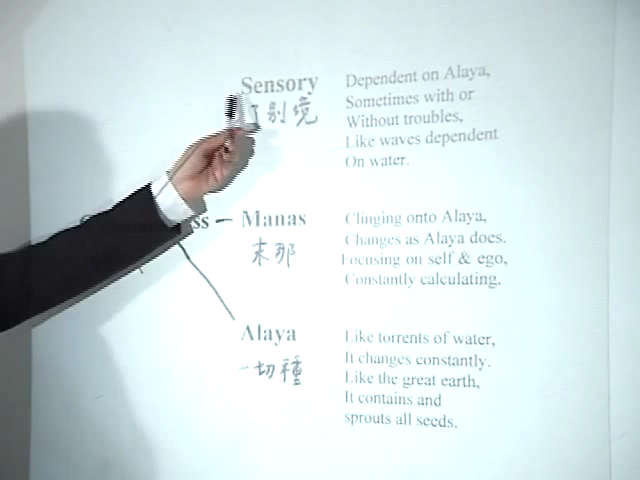 Sensory
了別境
Dependent on Alaya,
Sometimes with or
Without troubles,
Like waves dependent
On water.
ss – Manas
末那
Clinging onto Alaya,
Changes as Alaya does.
Focusing on self & ego,
Constantly calculating.
Alaya
一切種
Like torrents of water,
It changes constantly.
Like the great earth,
It contains and
sprouts all seeds.